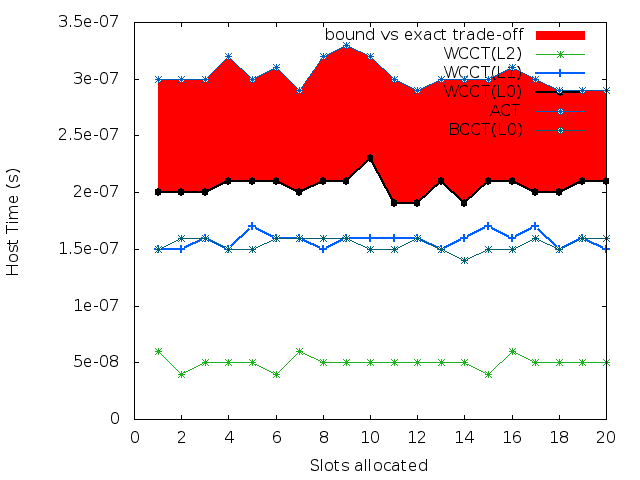 3.5e-07
3e-07
2.5e-07
2e-07
1.5e-07
1e-07
5e-08
0
Host Time (s)
bound vs exact trade-off
WCCT(L2)
WCCT(L1)
WCCT(L0)
ACT
BCCT(L0)
0 2 4 6 8 10 12 14 16 18 20
Slots allocated